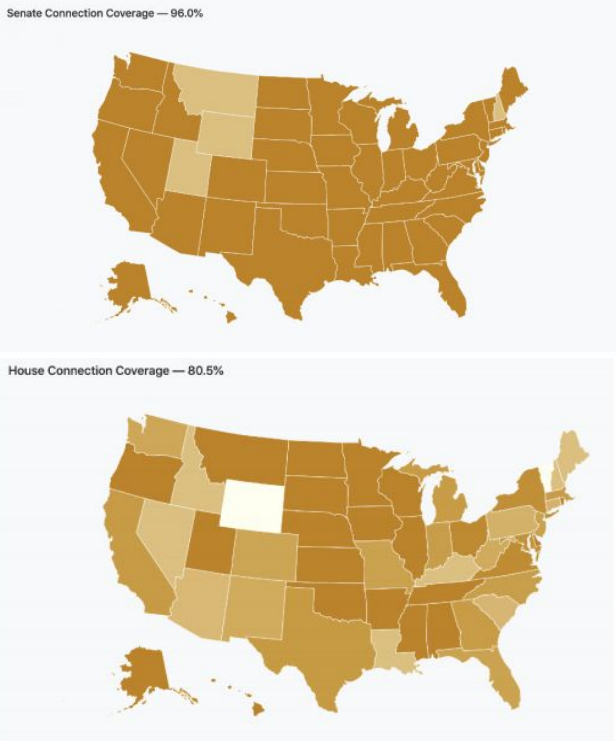 Senate Connection Coverage — 96.0%
House Connection Coverage — 80.5%